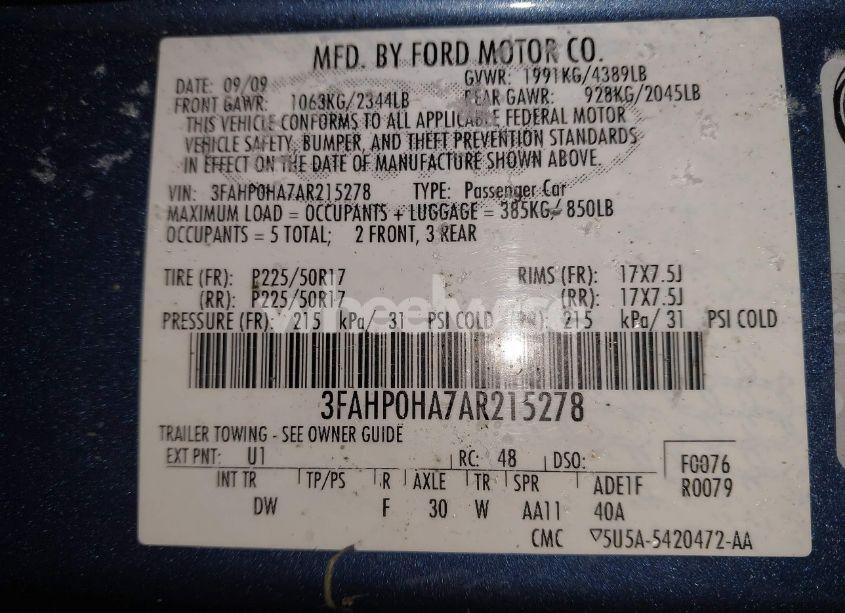 MFD. BY FORD MOTOR CO.
DATE: 09/09 GVWR: 1991KG/4389LB
FRONT GAWR: 1063KG/2344LB REAR GAWR: 928KG/2045LB
THIS VEHICLE CONFORMS TO ALL APPLICABLE FEDERAL MOTOR
VEHICLE SAFETY, BUMPER, AND THEFT PREVENTION STANDARDS
IN EFFECT ON THE DATE OF MANUFACTURE SHOWN ABOVE.
VIN: 3FAHP0HA7AR215278 TYPE: Passenger Car
MAXIMUM LOAD = OCCUPANTS + LUGGAGE = 385KG/ 850LB
OCCUPANTS = 5 TOTAL; 2 FRONT, 3 REAR
TIRE (FR): P225/50R17 RIMS (FR): 17X7.5J
(RR): P225/50R17 (RR): 17X7.5J
PRESSURE (FR): 215 kPa/ 31 PSI COLD (RR): 215 kPa/ 31 PSI COLD
3FAHP0HA7AR215278
TRAILER TOWING - SEE OWNER GUIDE
EXT PNT: U1 RC: 48 DSO: F0076
INT TR TP/PS R AXLE TR SPR ADE1F R0079
DW F 30 W AA11 40A
CMC ▽5U5A-5420472-AA